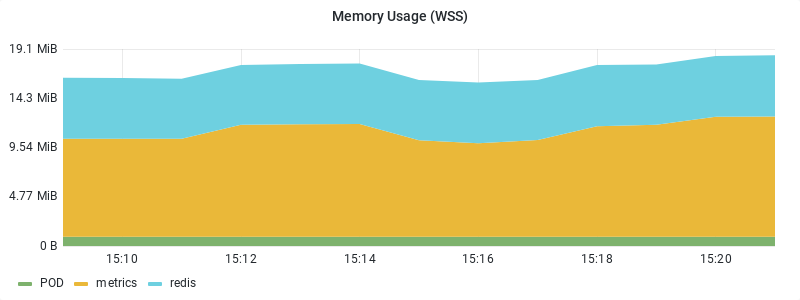 Memory Usage (WSS)
19.1 MiB
14.3 MiB
9.54 MiB
4.77 MiB
0 B
15:10 15:12 15:14 15:16 15:18 15:20
POD metrics redis